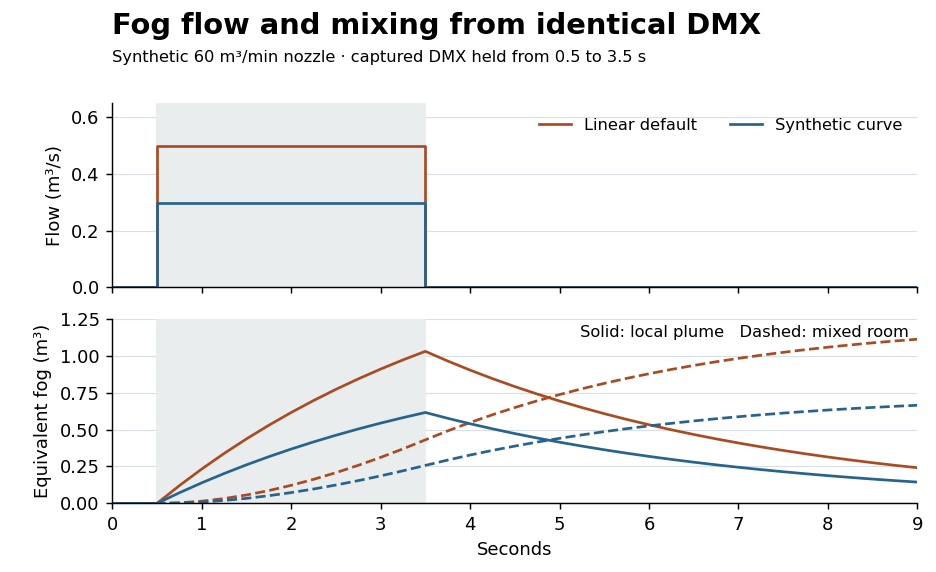 Fog flow and mixing from identical DMX
Synthetic 60 m³/min nozzle · captured DMX held from 0.5 to 3.5 s
Flow (m³/s)
0.6
0.4
0.2
0.0
Linear default
Synthetic curve
Equivalent fog (m³)
1.25
1.00
0.75
0.50
0.25
0.00
Solid: local plume   Dashed: mixed room
0 1 2 3 4 5 6 7 8 9
Seconds